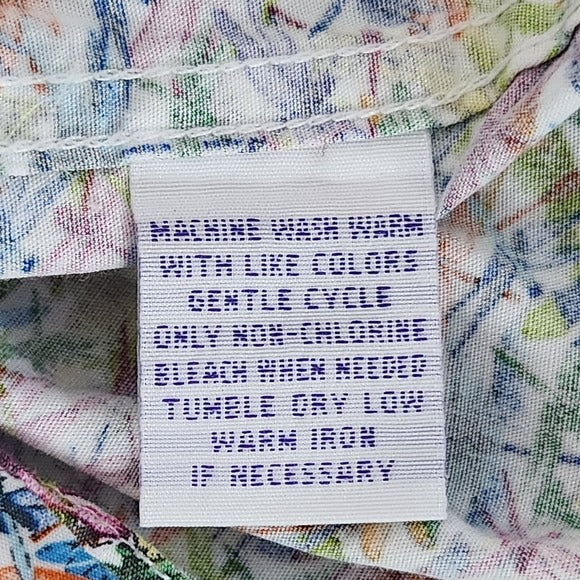 MACHINE WASH WARM
WITH LIKE COLORS
GENTLE CYCLE
ONLY NON-CHLORINE
BLEACH WHEN NEEDED
TUMBLE DRY LOW
WARM IRON
IF NECESSARY